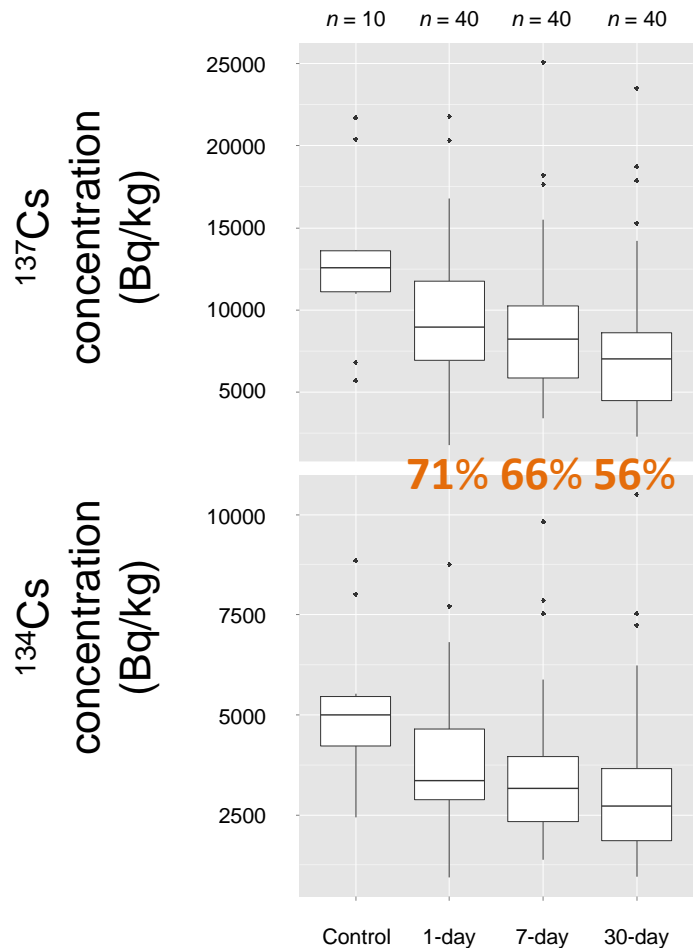 n = 10 n = 40 n = 40 n = 40
25000
20000
15000
10000
5000
¹³⁷Cs
concentration
(Bq/kg)
71% 66% 56%
10000
7500
5000
2500
¹³⁴Cs
concentration
(Bq/kg)
Control 1-day 7-day 30-day